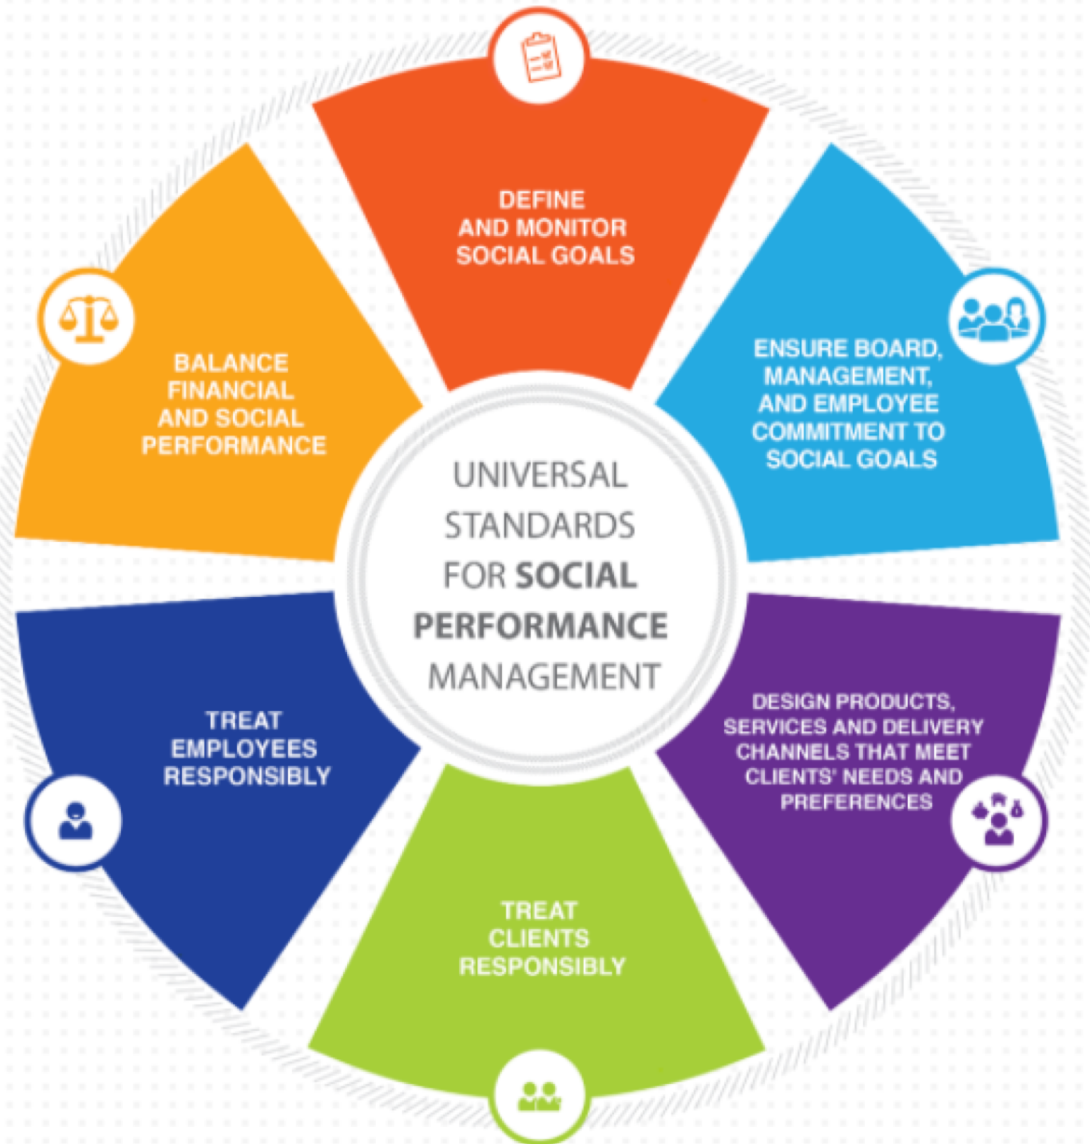 DEFINE
AND MONITOR
SOCIAL GOALS
ENSURE BOARD,
MANAGEMENT,
AND EMPLOYEE
COMMITMENT TO
SOCIAL GOALS
DESIGN PRODUCTS,
SERVICES AND DELIVERY
CHANNELS THAT MEET
CLIENTS' NEEDS AND
PREFERENCES
TREAT
CLIENTS
RESPONSIBLY
TREAT
EMPLOYEES
RESPONSIBLY
BALANCE
FINANCIAL
AND SOCIAL
PERFORMANCE
UNIVERSAL
STANDARDS
FOR SOCIAL
PERFORMANCE
MANAGEMENT